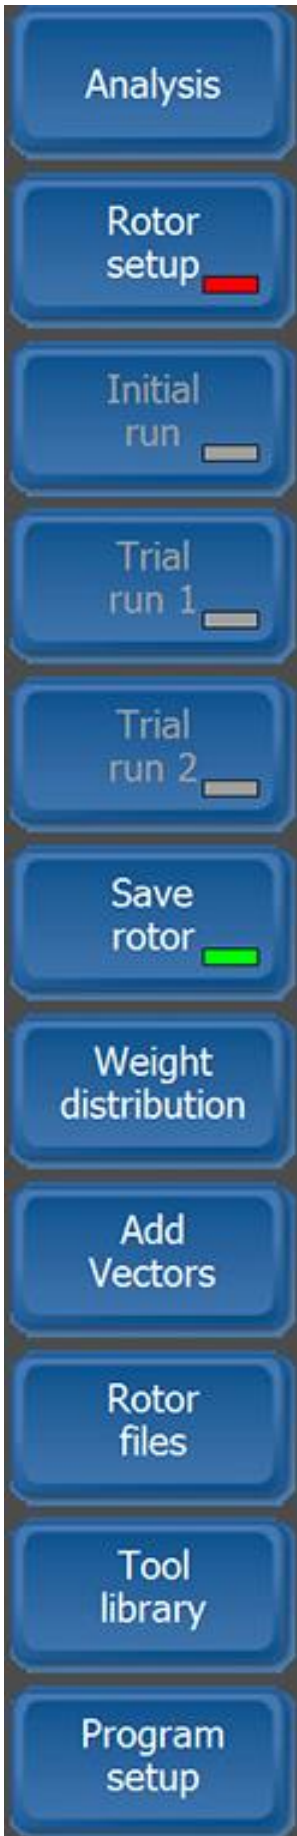 Analysis
Rotor
setup
Initial
run
Trial
run 1
Trial
run 2
Save
rotor
Weight
distribution
Add
Vectors
Rotor
files
Tool
library
Program
setup